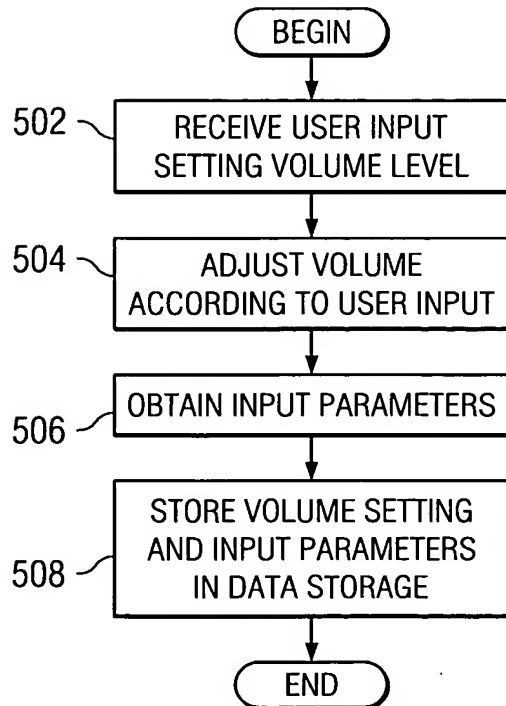 BEGIN
502
RECEIVE USER INPUT
SETTING VOLUME LEVEL
504
ADJUST VOLUME
ACCORDING TO USER INPUT
506
OBTAIN INPUT PARAMETERS
508
STORE VOLUME SETTING
AND INPUT PARAMETERS
IN DATA STORAGE
END